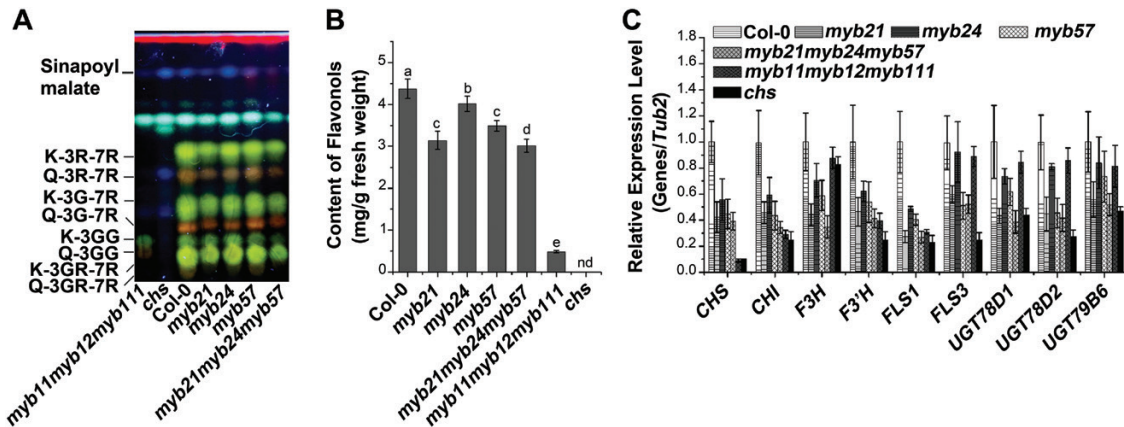 A
Sinapoyl
malate
K-3R-7R
Q-3R-7R
K-3G-7R
Q-3G-7R
K-3GG
Q-3GG
K-3GR-7R
Q-3GR-7R
myb11myb12myb111
chs
Col-0
myb21
myb24
myb57
myb21myb24myb57
B
Content of Flavonols
(mg/g fresh weight)
5
4
3
2
1
0
a
c
b
c
d
e
nd
Col-0
myb21
myb24
myb57
myb21myb24myb57
myb11myb12myb111
chs
C
Col-0 myb21 myb24 myb57
myb21myb24myb57
myb11myb12myb111
chs
Relative Expression Level
(Genes/Tub2)
1.8
1.6
1.4
1.2
1.0
0.8
0.6
0.4
0.2
0.0
CHS
CHI
F3H
F3'H
FLS1
FLS3
UGT78D1
UGT78D2
UGT79B6